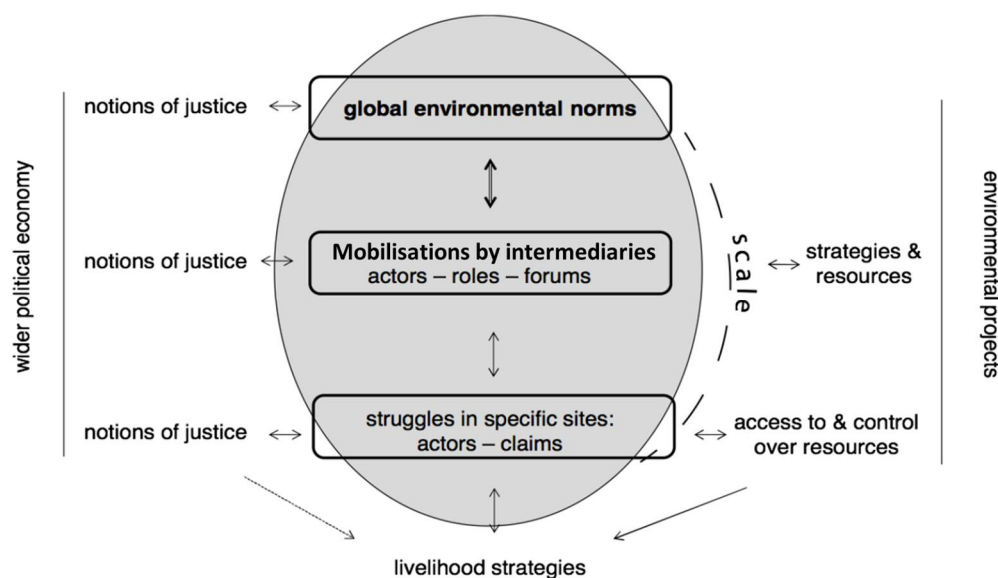 notions of justice
global environmental norms
wider political economy
notions of justice
Mobilisations by intermediaries
actors – roles – forums
scale
strategies &
resources
environmental projects
notions of justice
struggles in specific sites:
actors – claims
access to & control
over resources
livelihood strategies